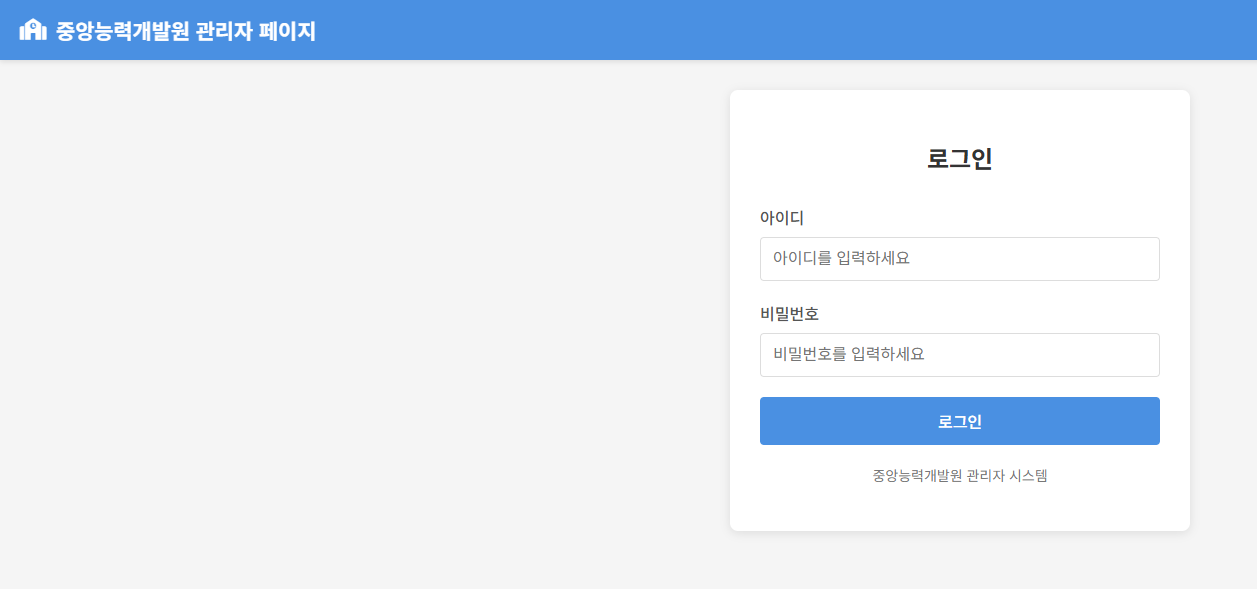 중앙능력개발원 관리자 페이지
로그인
아이디
아이디를 입력하세요
비밀번호
비밀번호를 입력하세요
로그인
중앙능력개발원 관리자 시스템